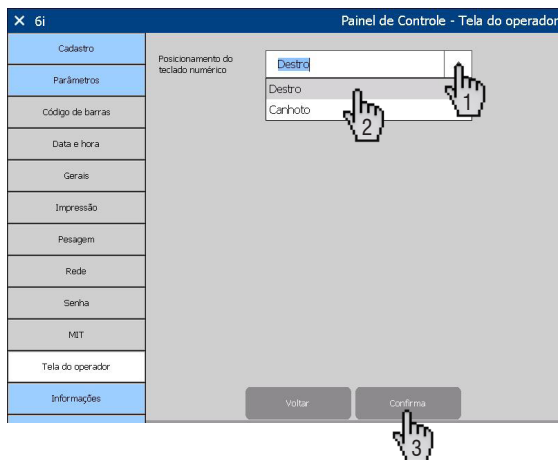 6i
Painel de Controle - Tela do operador
Cadastro
Parâmetros
Código de barras
Data e hora
Gerais
Impressão
Pesagem
Rede
Senha
MIT
Tela do operador
Informações
Posicionamento do
teclado numérico
Destro
Destro
Canhoto
1
2
Voltar
Confirma
3